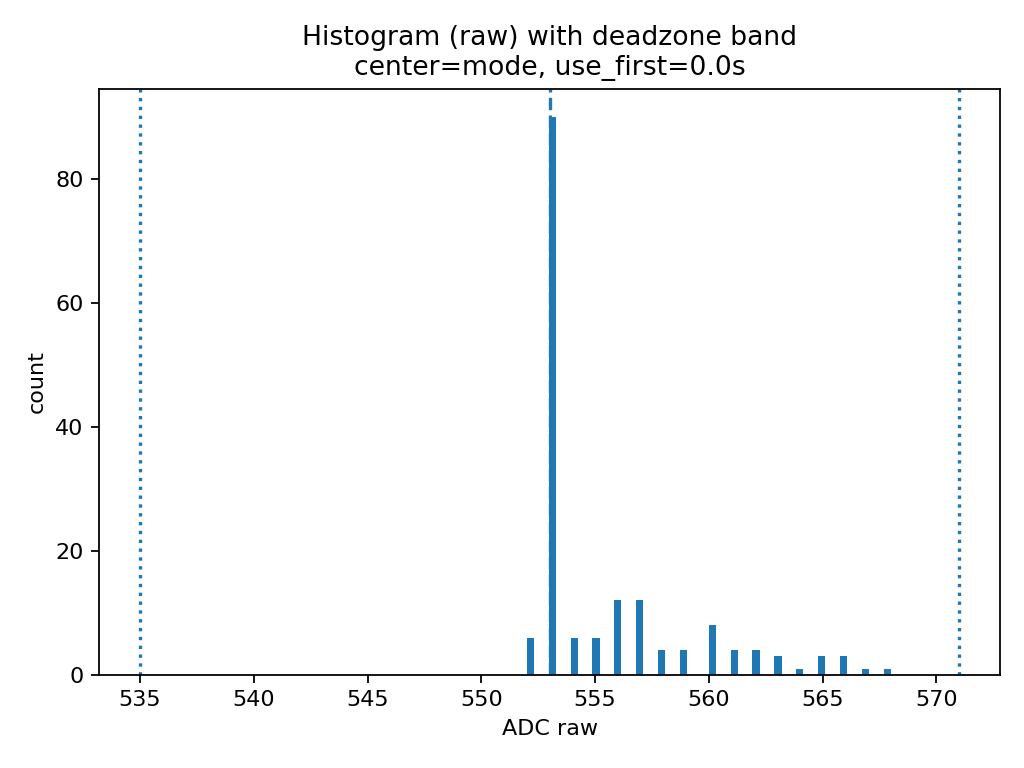 Histogram (raw) with deadzone band
center=mode, use_first=0.0s
count
80
60
40
20
0
535 540 545 550 555 560 565 570
ADC raw